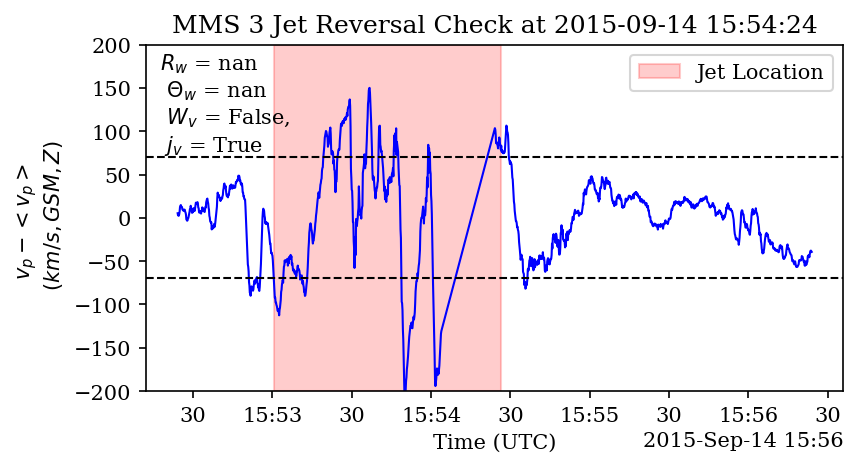 MMS 3 Jet Reversal Check at 2015-09-14 15:54:24
200
150
100
50
0
−50
−100
−150
−200
v_p − < v_p >
(km/s, GSM, Z)
R_w = nan
Θ_w = nan
W_v = False,
j_v = True
Jet Location
30 15:53 30 15:54 30 15:55 30 15:56 30
Time (UTC)
2015-Sep-14 15:56